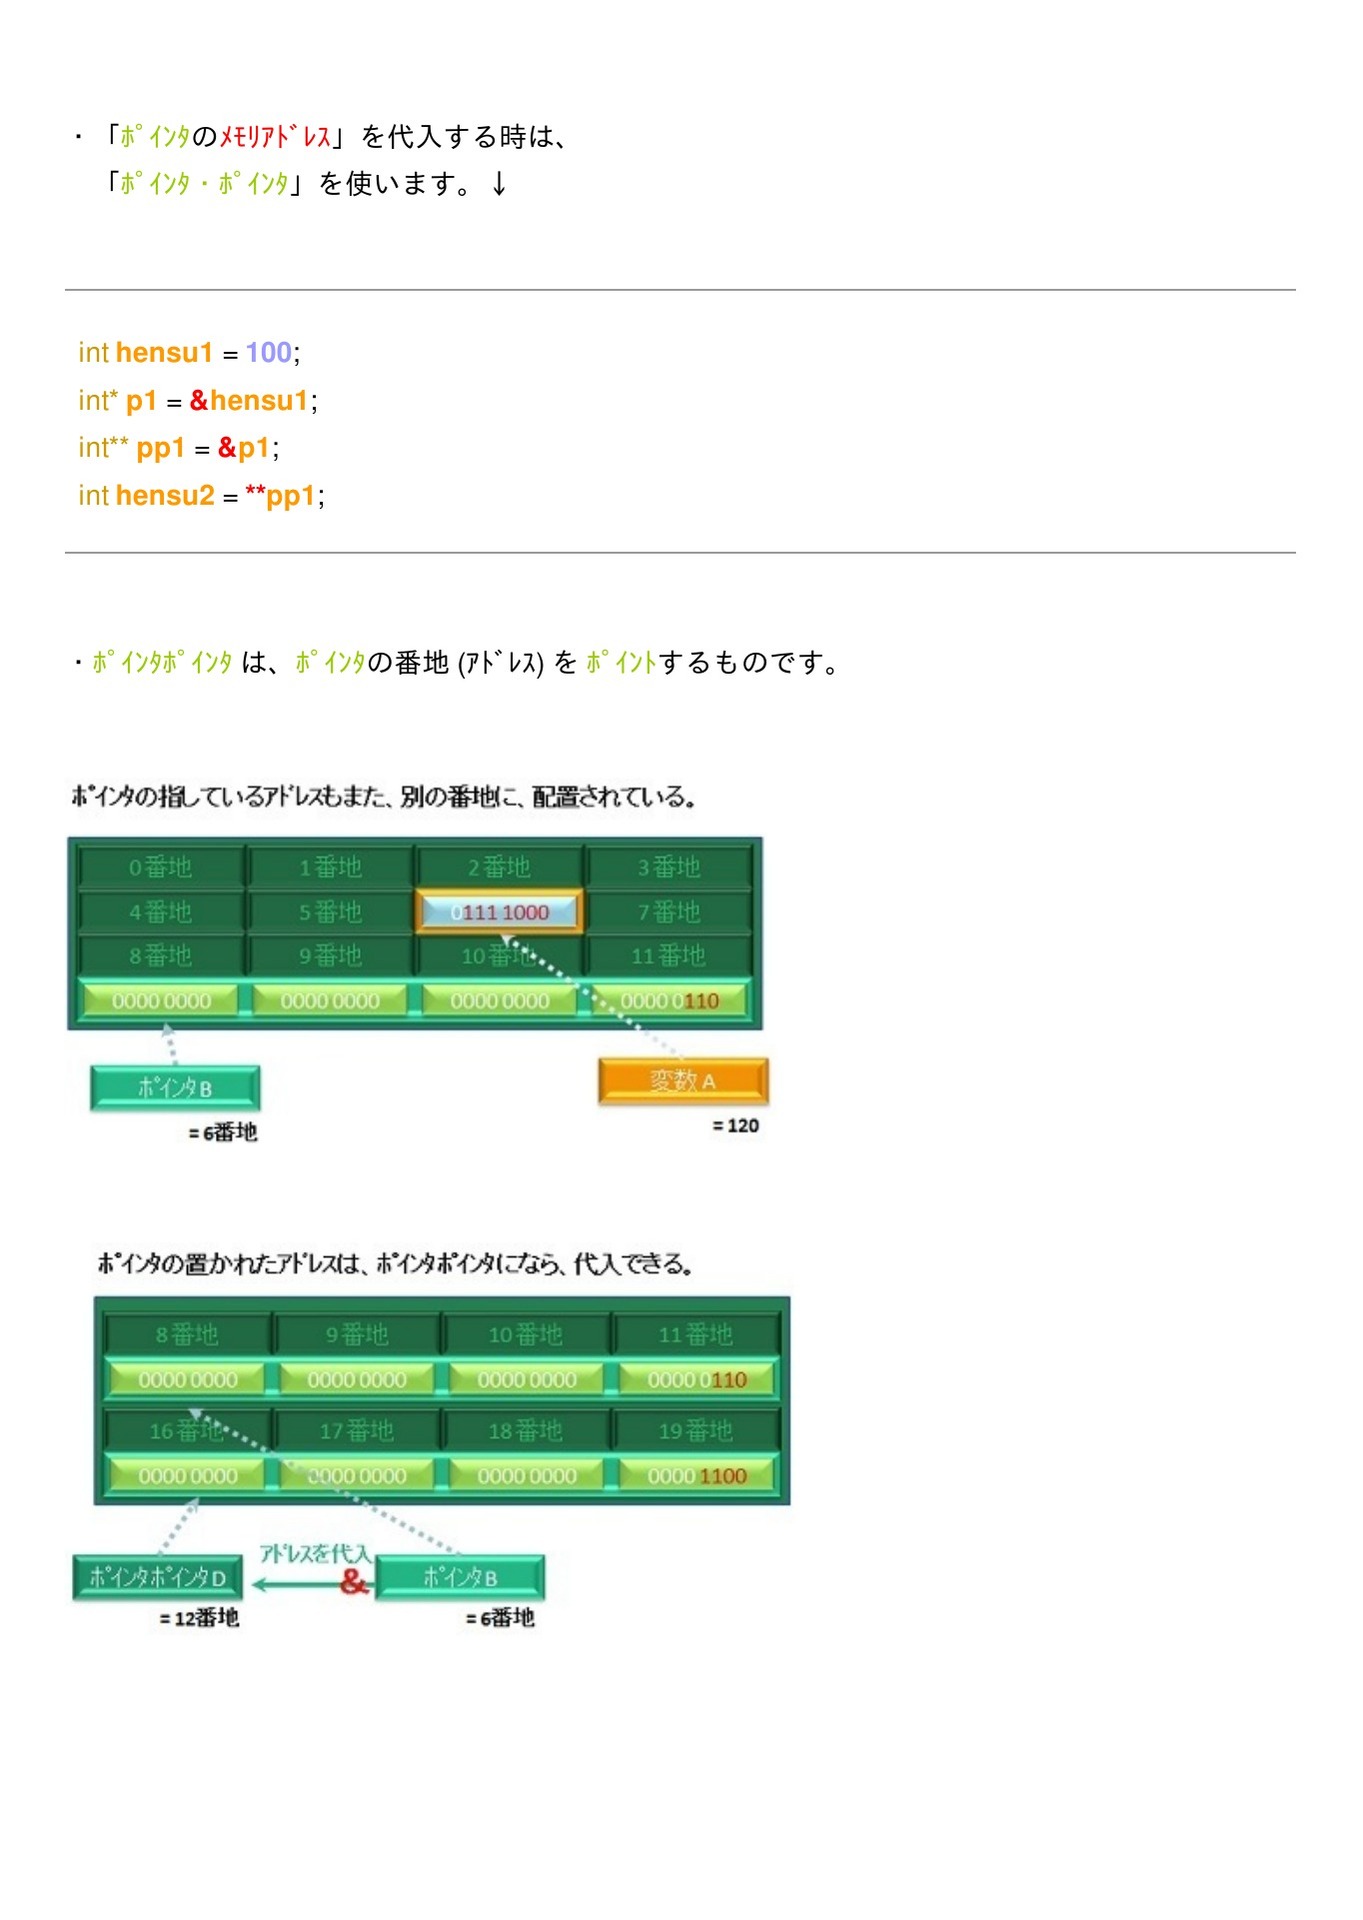 ・「ﾎﾟｲﾝﾀのﾒﾓﾘｱﾄﾞﾚｽ」を代入する時は、
「ﾎﾟｲﾝﾀ・ﾎﾟｲﾝﾀ」を使います。↓
int hensu1 = 100;
int* p1 = &hensu1;
int** pp1 = &p1;
int hensu2 = **pp1;
・ﾎﾟｲﾝﾀﾎﾟｲﾝﾀ は、ﾎﾟｲﾝﾀの番地 (ｱﾄﾞﾚｽ) を ﾎﾟｲﾝﾄするものです。
ﾎﾟｲﾝﾀの指しているｱﾄﾞﾚｽもまた、別の番地に、配置されている。
0番地 1番地 2番地 3番地
4番地 5番地 0111 1000 7番地
8番地 9番地 10番地 11番地
0000 0000 0000 0000 0000 0000 0000 0110
ﾎﾟｲﾝﾀB 変数A
= 6番地 = 120
ﾎﾟｲﾝﾀの置かれたｱﾄﾞﾚｽは、ﾎﾟｲﾝﾀﾎﾟｲﾝﾀになら、代入できる。
8番地 9番地 10番地 11番地
0000 0000 0000 0000 0000 0000 0000 0110
16番地 17番地 18番地 19番地
0000 0000 0000 0000 0000 0000 0000 1100
ｱﾄﾞﾚｽを代入
ﾎﾟｲﾝﾀﾎﾟｲﾝﾀD & ﾎﾟｲﾝﾀB
= 12番地 = 6番地